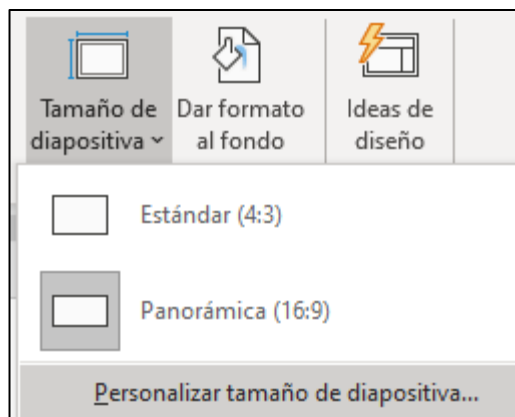 Tamaño de
diapositiva
Dar formato
al fondo
Ideas de
diseño
Estándar (4:3)
Panorámica (16:9)
Personalizar tamaño de diapositiva...